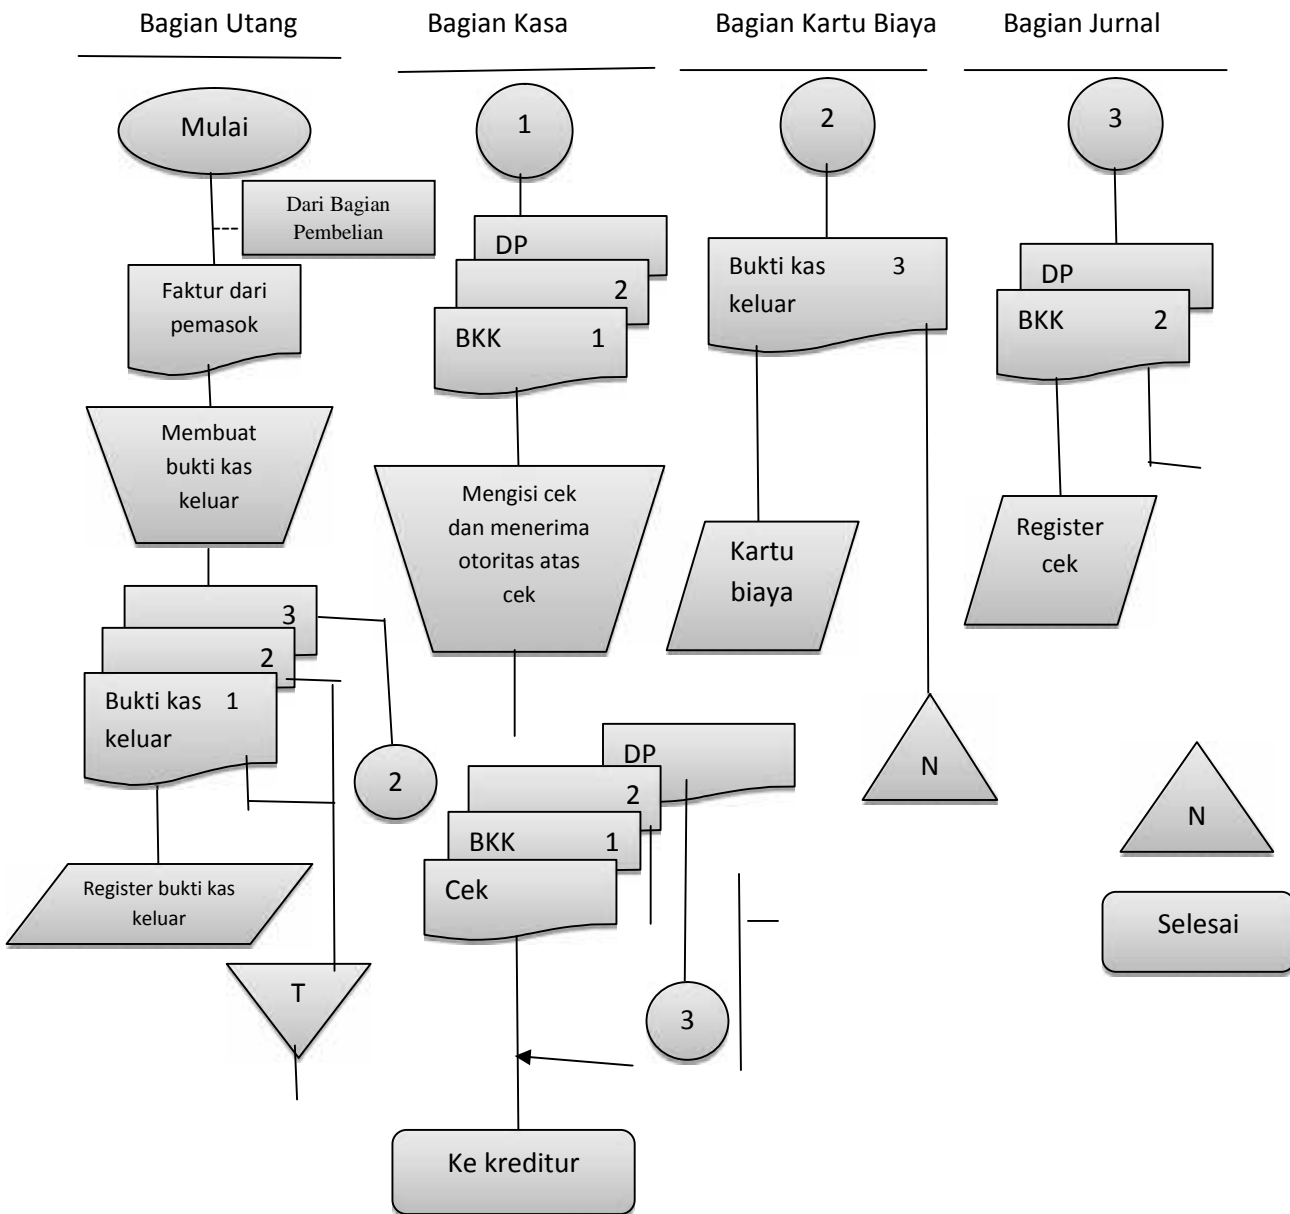 Bagian Utang
Bagian Kasa
Bagian Kartu Biaya
Bagian Jurnal
Mulai
Dari Bagian
Pembelian
Faktur dari
pemasok
Membuat
bukti kas
keluar
3
2
Bukti kas 1
keluar
2
Register bukti kas
keluar
T
1
DP
2
BKK 1
Mengisi cek
dan menerima
otoritas atas
cek
DP
2
BKK 1
Cek
3
Ke kreditur
2
Bukti kas 3
keluar
Kartu
biaya
N
3
DP
BKK 2
Register
cek
N
Selesai